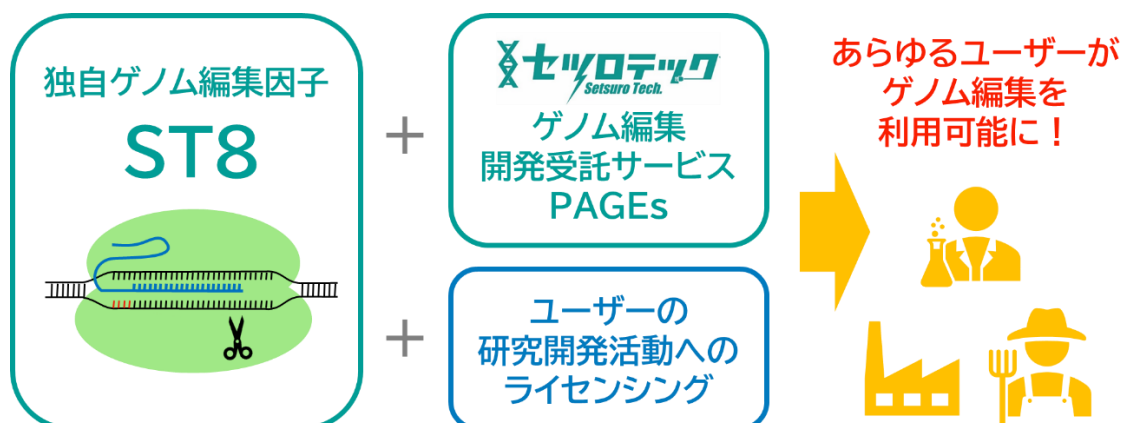 独自ゲノム編集因子
ST8
+
セツロテック
Setsuro Tech.
ゲノム編集
開発受託サービス
PAGEs
+
ユーザーの
研究開発活動への
ライセンシング
あらゆるユーザーが
ゲノム編集を
利用可能に！